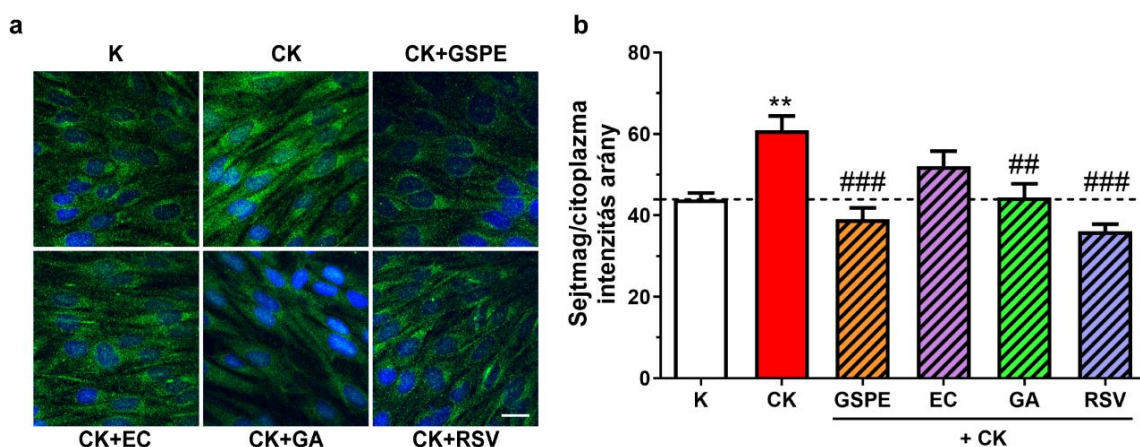 a
K CK CK+GSPE
CK+EC CK+GA CK+RSV
b
Sejtmag/citoplazma
intenzitás arány
80
60
40
20
0
**
###
##
###
K CK GSPE EC GA RSV
+ CK